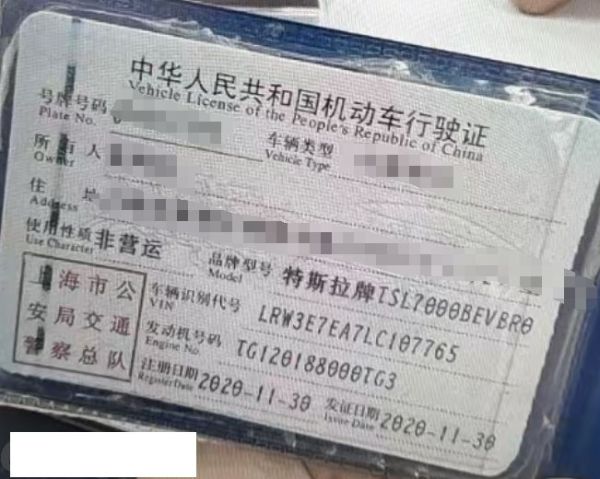 中华人民共和国机动车行驶证
Vehicle License of the People's Republic of China
号牌号码 车辆类型
Plate No. Vehicle Type
所有人
Owner
住址
Address
使用性质 非营运 品牌型号 特斯拉牌TSL7000BEVBR0
Use Character Model
上海市公
安局交通
警察总队
车辆识别代号 LRW3E7EA7LC107765
VIN
发动机号码 TG120188000TG3
Engine No.
注册日期 2020-11-30 发证日期 2020-11-30
Register Date Issue Date